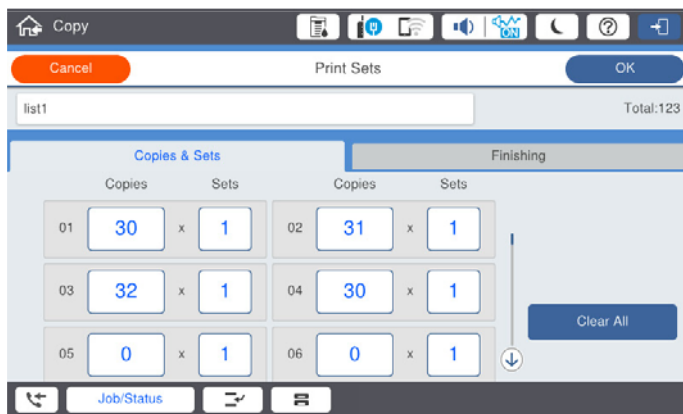 Copy
ON
Cancel
Print Sets
OK
list1
Total:123
Copies & Sets
Finishing
Copies Sets Copies Sets
01 30 x 1 02 31 x 1
03 32 x 1 04 30 x 1
Clear All
05 0 x 1 06 0 x 1
Job/Status